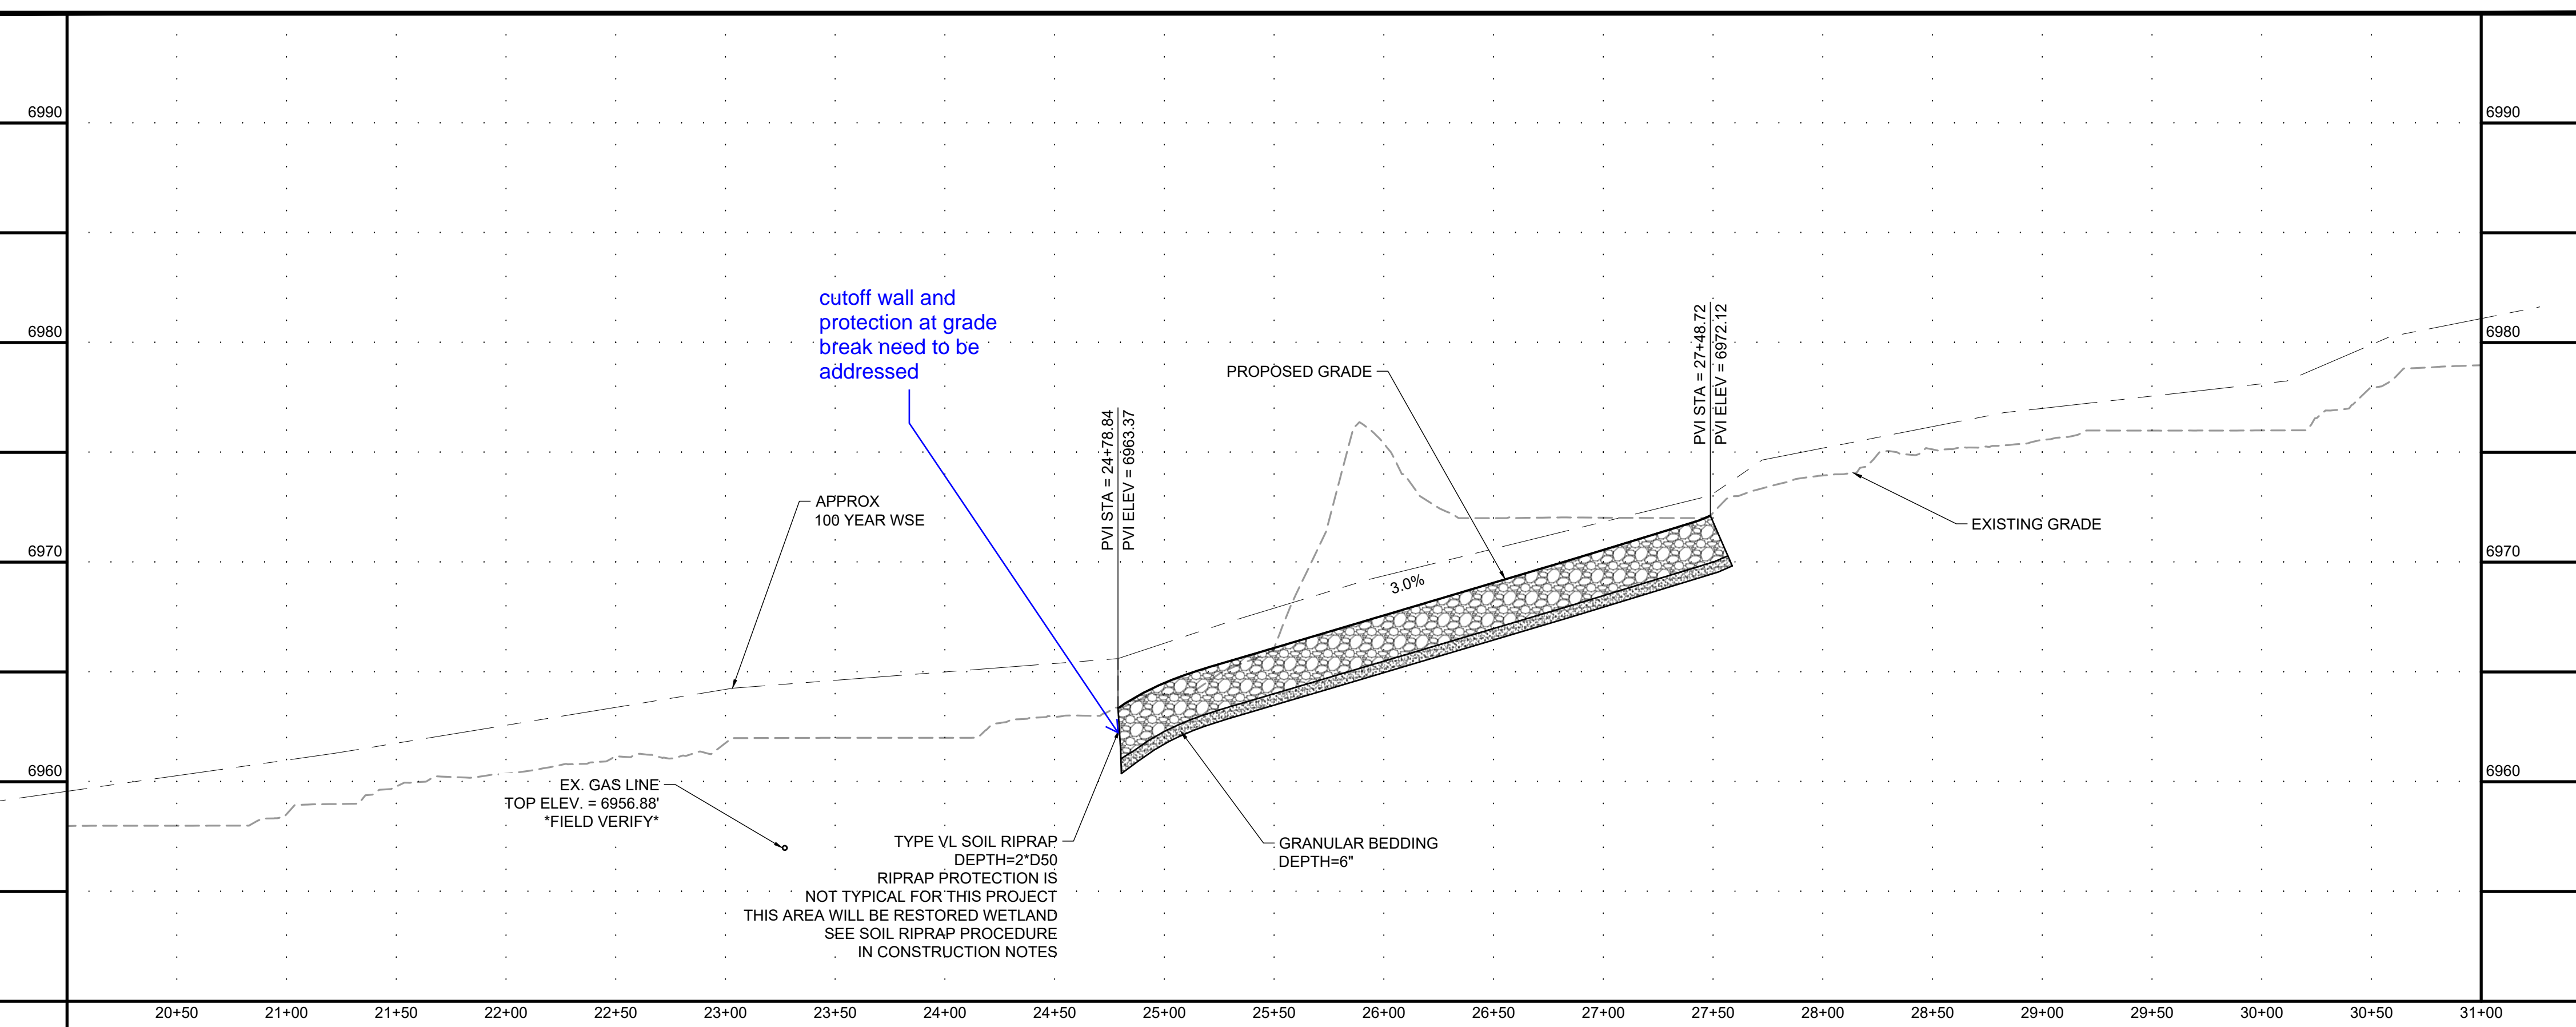 6990
6990
cutoff wall and
protection at grade
break need to be
addressed
PVI STA = 27+48.72
PVI ELEV = 6972.12
6980
6980
PROPOSED GRADE
PVI STA = 24+78.84
PVI ELEV = 6963.37
APPROX
100 YEAR WSE
EXISTING GRADE
6970
6970
3.0%
6960
6960
EX. GAS LINE
TOP ELEV. = 6956.88'
*FIELD VERIFY*
TYPE VL SOIL RIPRAP
DEPTH=2*D50
RIPRAP PROTECTION IS
NOT TYPICAL FOR THIS PROJECT
THIS AREA WILL BE RESTORED WETLAND
SEE SOIL RIPRAP PROCEDURE
IN CONSTRUCTION NOTES
GRANULAR BEDDING
DEPTH=6"
20+50 21+00 21+50 22+00 22+50 23+00 23+50 24+00 24+50 25+00 25+50 26+00 26+50 27+00 27+50 28+00 28+50 29+00 29+50 30+00 30+50 31+00